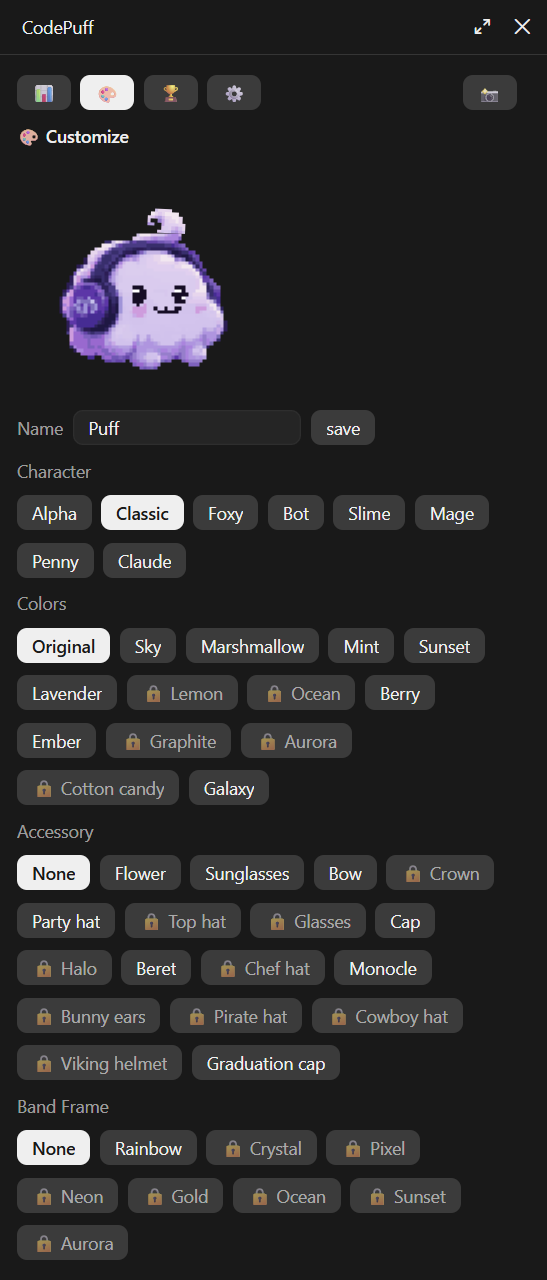 CodePuff
Customize
</>
Name Puff save
Character
Alpha Classic Foxy Bot Slime Mage
Penny Claude
Colors
Original Sky Marshmallow Mint Sunset
Lavender Lemon Ocean Berry
Ember Graphite Aurora
Cotton candy Galaxy
Accessory
None Flower Sunglasses Bow Crown
Party hat Top hat Glasses Cap
Halo Beret Chef hat Monocle
Bunny ears Pirate hat Cowboy hat
Viking helmet Graduation cap
Band Frame
None Rainbow Crystal Pixel
Neon Gold Ocean Sunset
Aurora